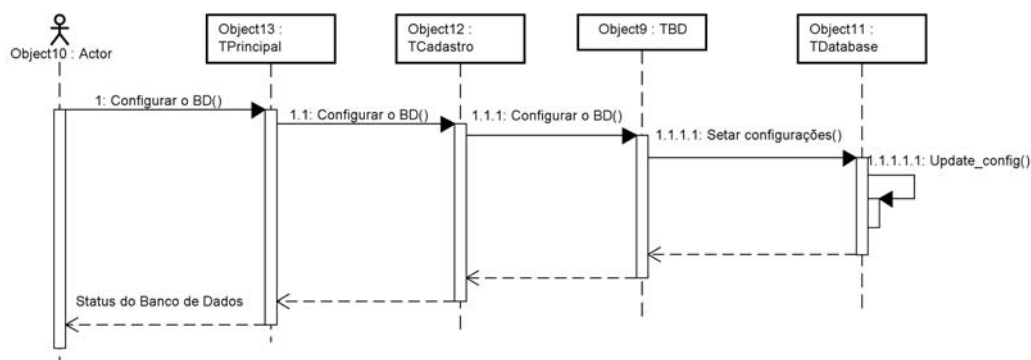 Object10 : Actor
Object13 :
TPrincipal
Object12 :
TCadastro
Object9 : TBD
Object11 :
TDatabase
1: Configurar o BD()
1.1: Configurar o BD()
1.1.1: Configurar o BD()
1.1.1.1: Setar configurações()
1.1.1.1.1: Update_config()
Status do Banco de Dados